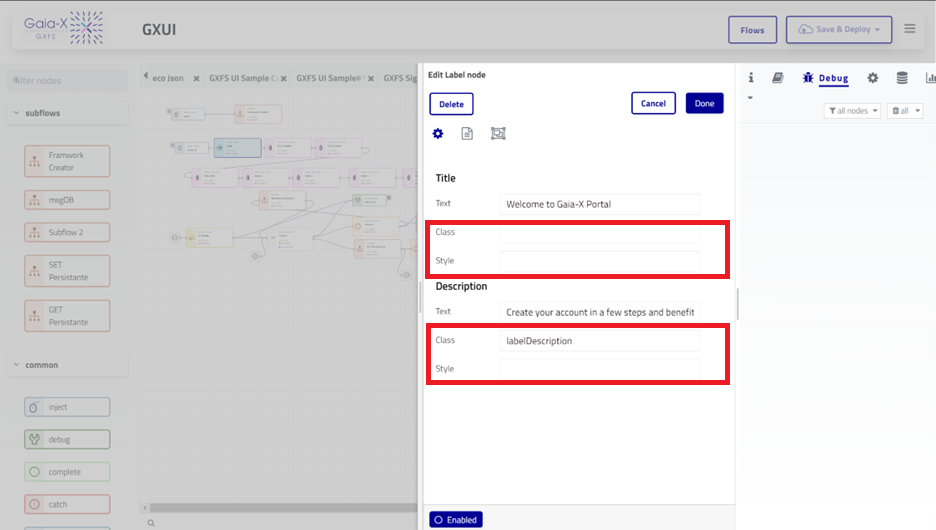 Gaia-X
GXFS
GXUI
Flows
Save & Deploy
filter nodes
eco Json
GXFS UI Sample C
GXFS UI Sample
GXFS Sig
Edit Label node
Debug
Delete
Cancel
Done
all nodes
all
subflows
Framwork
Creator
msgDB
Subflow 2
SET
Persistante
GET
Persistante
common
inject
debug
complete
catch
Title
Text
Welcome to Gaia-X Portal
Class
Style
Description
Text
Create your account in a few steps and benefit
Class
labelDescription
Style
Enabled